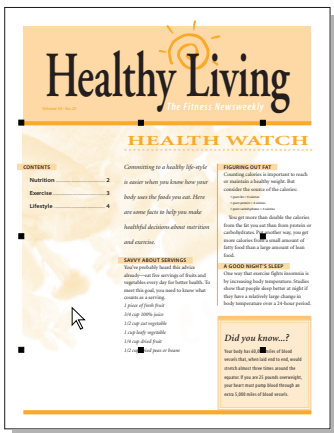 Healthy Living
The Fitness Newsweekly
HEALTH WATCH
CONTENTS
Nutrition 2
Exercise 3
Lifestyle 4
Committing to a healthy life-style
is easier when you know how your
body uses the foods you eat. Here
are some facts to help you make
healthful decisions about nutrition
and exercise.
SAVVY ABOUT SERVINGS
You've probably heard this advice
already—eat five servings of fruits and
vegetables every day for better health. To
meet this goal, you need to know what
counts as a serving.
1 piece of fresh fruit
3/4 cup 100% juice
1/2 cup cut vegetable
1 cup leafy vegetable
1/4 cup dried fruit
1/2 cup peas or beans
FIGURING OUT FAT
Counting calories is important to reach
or maintain a healthy weight. But
consider the source of the calories:
You get more than double the calories
from the fat you eat than from protein or
carbohydrates. Put another way, you get
more calories from a small amount of
fatty food than a large amount of lean
food.
A GOOD NIGHT'S SLEEP
One way that exercise fights insomnia is
by increasing body temperature. Studies
show that people sleep better at night if
they have a relatively large change in
body temperature over a 24-hour period.
Did you know...?
Your body has 60,0 miles of blood
vessels that, when laid end to end, would
stretch almost three times around the
equator. If you are 25 pounds overweight,
your heart must pump blood through an
extra 5,000 miles of blood vessels.